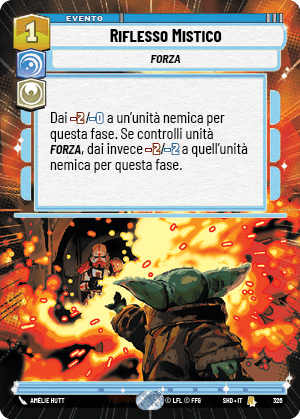 EVENTO
1
RIFLESSO MISTICO
FORZA
Dai -2/-0 a un'unità nemica per
questa fase. Se controlli unità
FORZA, dai invece -2/-2 a quell'unità
nemica per questa fase.
AMÉLIE HUTT
© LFL © FFG
SHD • IT
326